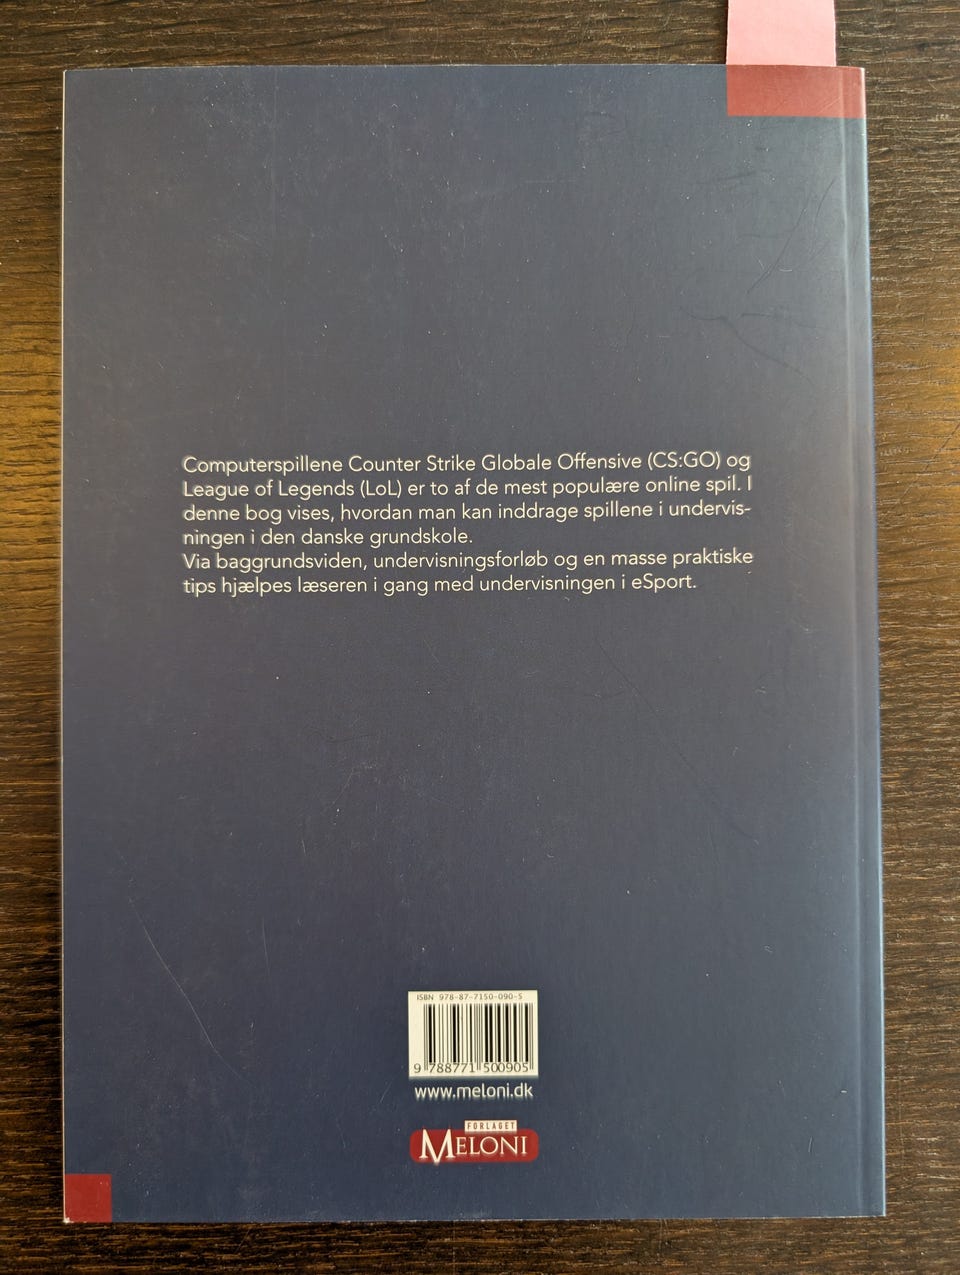 Computerspillene Counter Strike Globale Offensive (CS:GO) og
League of Legends (LoL) er to af de mest populære online spil. I
denne bog vises, hvordan man kan inddrage spillene i undervis-
ningen i den danske grundskole.
Via baggrundsviden, undervisningsforløb og en masse praktiske
tips hjælpes læseren i gang med undervisningen i eSport.
ISBN 978-87-7150-090-5
9 788771 500905
www.meloni.dk
FORLAGET
MELONI